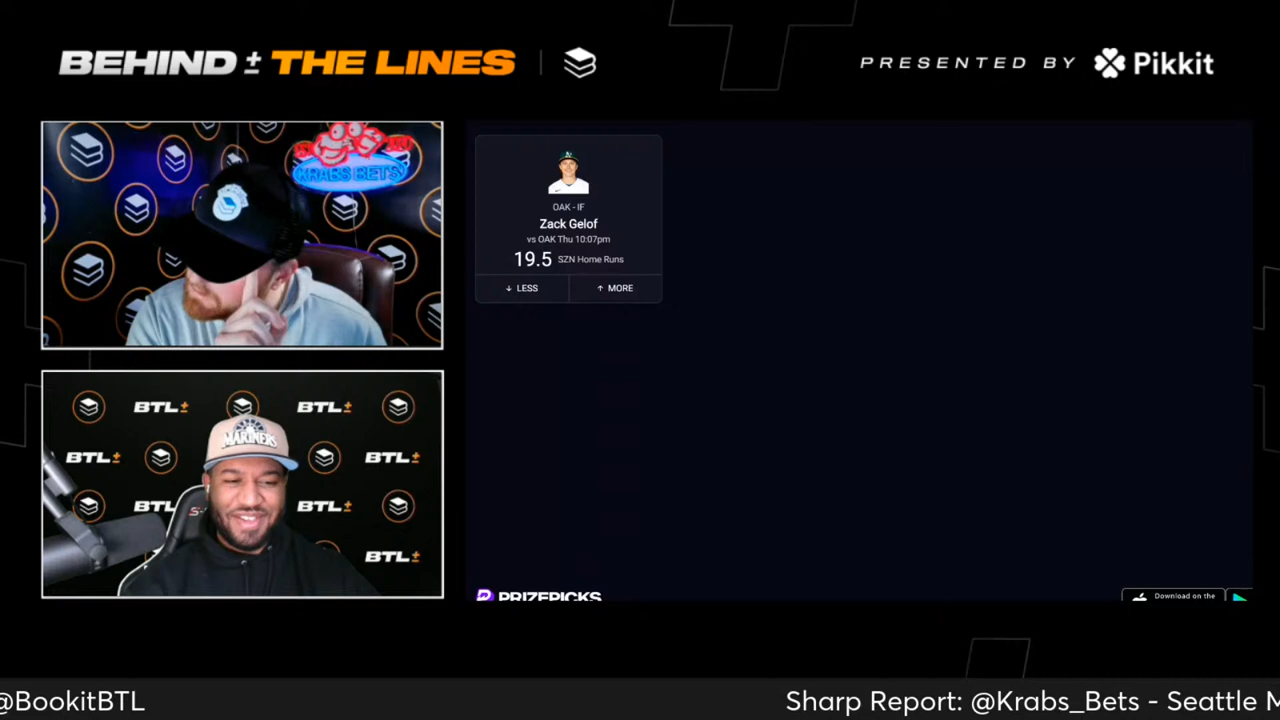 BEHIND ± THE LINES
PRESENTED BY Pikkit
KRABS BETS
OAK - IF
Zack Gelof
vs OAK Thu 10:07pm
19.5 SZN Home Runs
↓ LESS
↑ MORE
BTL± BTL±
MARINERS
BTL± BTL±
BTL BTL±
BTL±
PRIZEPICKS
Download on the
@BookitBTL
Sharp Report: @Krabs_Bets - Seattle M